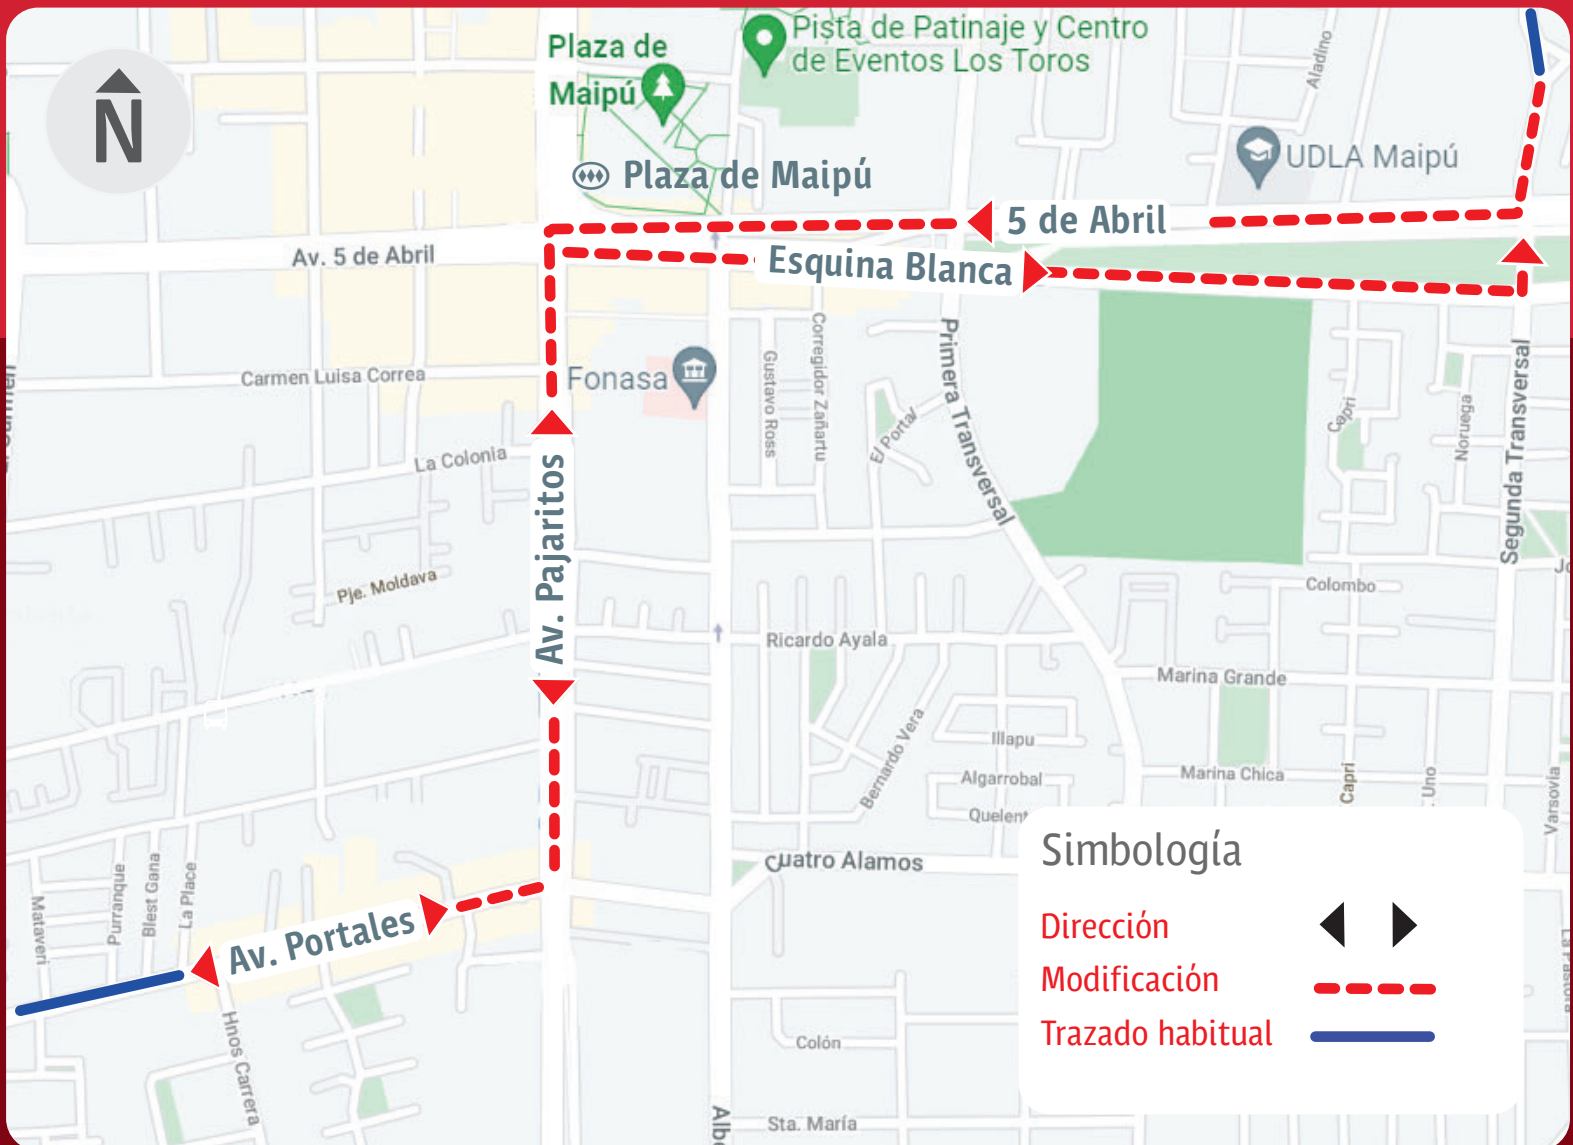 N
Plaza de
Maipú
Pista de Patinaje y Centro
de Eventos Los Toros
Aladino
UDLA Maipú
Plaza de Maipú
5 de Abril
Av. 5 de Abril
Esquina Blanca
Carmen Luisa Correa
Fonasa
Gustavo Ross
Corregidor Zañartu
Primera Transversal
El Portal
Capri
Noruega
Segunda Transversal
La Colonia
Av. Pajaritos
Pje. Moldava
Colombo
Ricardo Ayala
Marina Grande
Bernardo Vera
Illapu
Algarrobal
Marina Chica
Capri
Uno
Varsovia
Quelent
Cuatro Alamos
Mataveri
Purranque
Blest Gana
La Place
Av. Portales
Hnos Carrera
Colón
Sta. María
Albe
Simbología
Dirección
Modificación
Trazado habitual